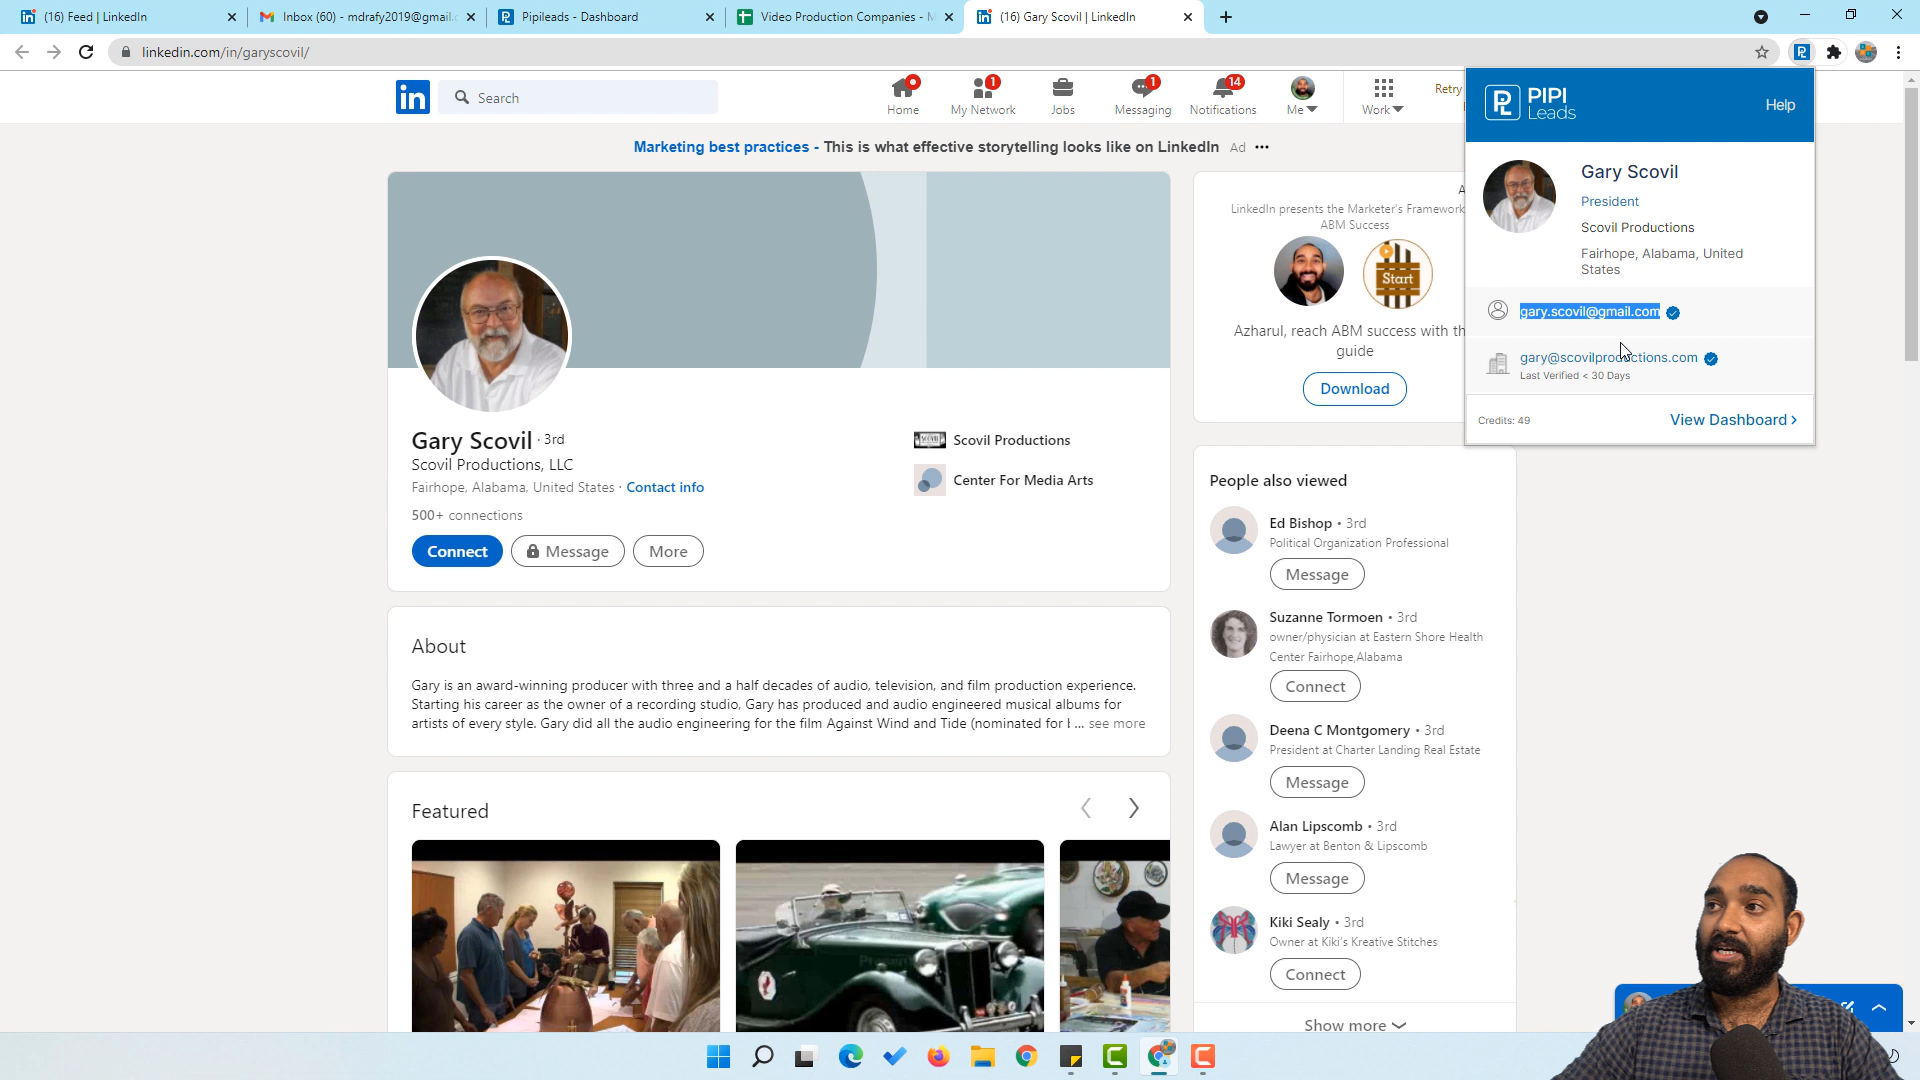 (16) Feed | LinkedIn
Inbox (60) - mdrafy2019@gmail.c
Pipileads - Dashboard
Video Production Companies - M
(16) Gary Scovil | LinkedIn
linkedin.com/in/garyscovil/
Search
Home
1
My Network
Jobs
1
Messaging
14
Notifications
Me
Work
Retry
Marketing best practices - This is what effective storytelling looks like on LinkedIn Ad
PIPI
Leads
Help
Gary Scovil
President
Scovil Productions
Fairhope, Alabama, United
States
gary.scovil@gmail.com
gary@scovilproductions.com
Last Verified < 30 Days
Credits: 49
View Dashboard
LinkedIn presents the Marketer's Framework
ABM Success
Start
Azharul, reach ABM success with th
guide
Download
Gary Scovil · 3rd
Scovil Productions, LLC
Fairhope, Alabama, United States · Contact info
500+ connections
Connect
Message
More
Scovil Productions
Center For Media Arts
About
Gary is an award-winning producer with three and a half decades of audio, television, and film production experience.
Starting his career as the owner of a recording studio, Gary has produced and audio engineered musical albums for
artists of every style. Gary did all the audio engineering for the film Against Wind and Tide (nominated for t ... see more
Featured
People also viewed
Ed Bishop • 3rd
Political Organization Professional
Message
Suzanne Tormoen • 3rd
owner/physician at Eastern Shore Health
Center Fairhope,Alabama
Connect
Deena C Montgomery • 3rd
President at Charter Landing Real Estate
Message
Alan Lipscomb • 3rd
Lawyer at Benton & Lipscomb
Message
Kiki Sealy • 3rd
Owner at Kiki's Kreative Stitches
Connect
Show more